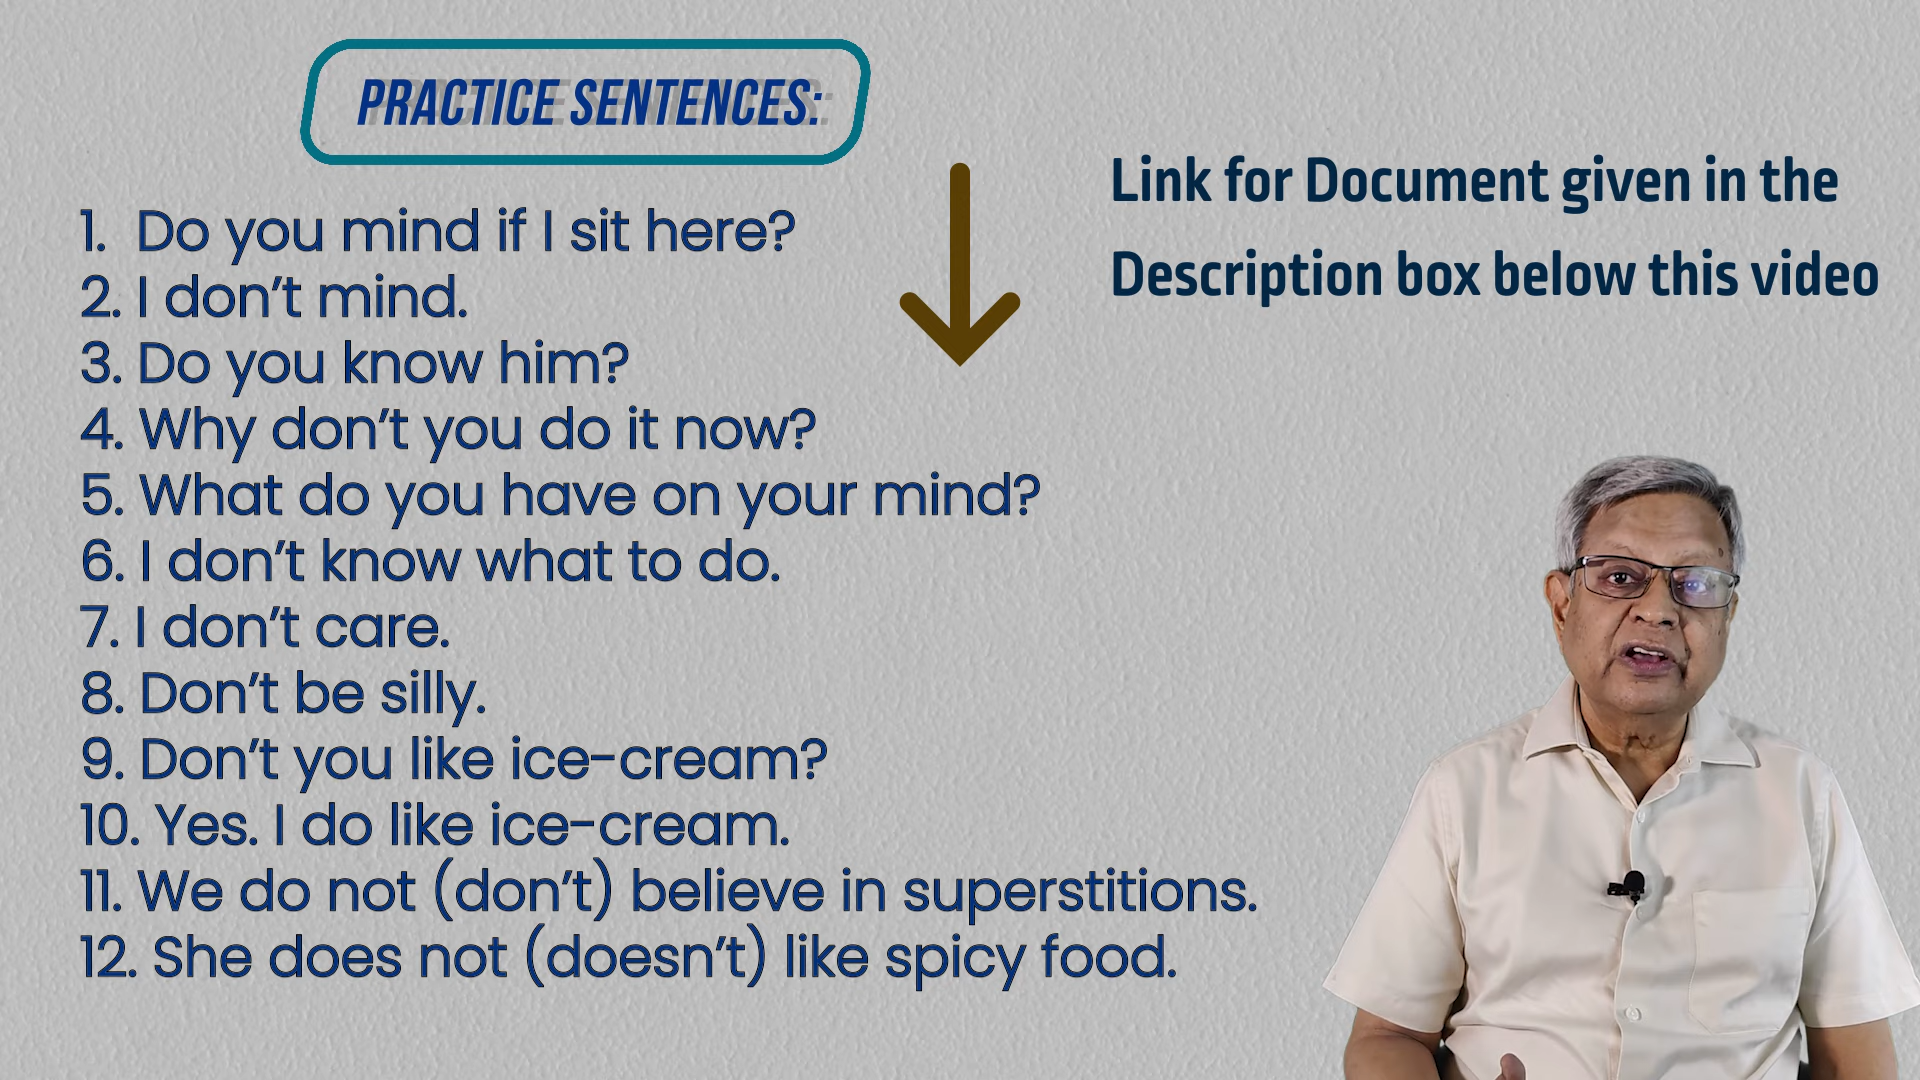 PRACTICE SENTENCES:
1. Do you mind if I sit here?
2. I don’t mind.
3. Do you know him?
4. Why don’t you do it now?
5. What do you have on your mind?
6. I don’t know what to do.
7. I don’t care.
8. Don’t be silly.
9. Don’t you like ice-cream?
10. Yes. I do like ice-cream.
11. We do not (don’t) believe in superstitions.
12. She does not (doesn’t) like spicy food.
Link for Document given in the
Description box below this video